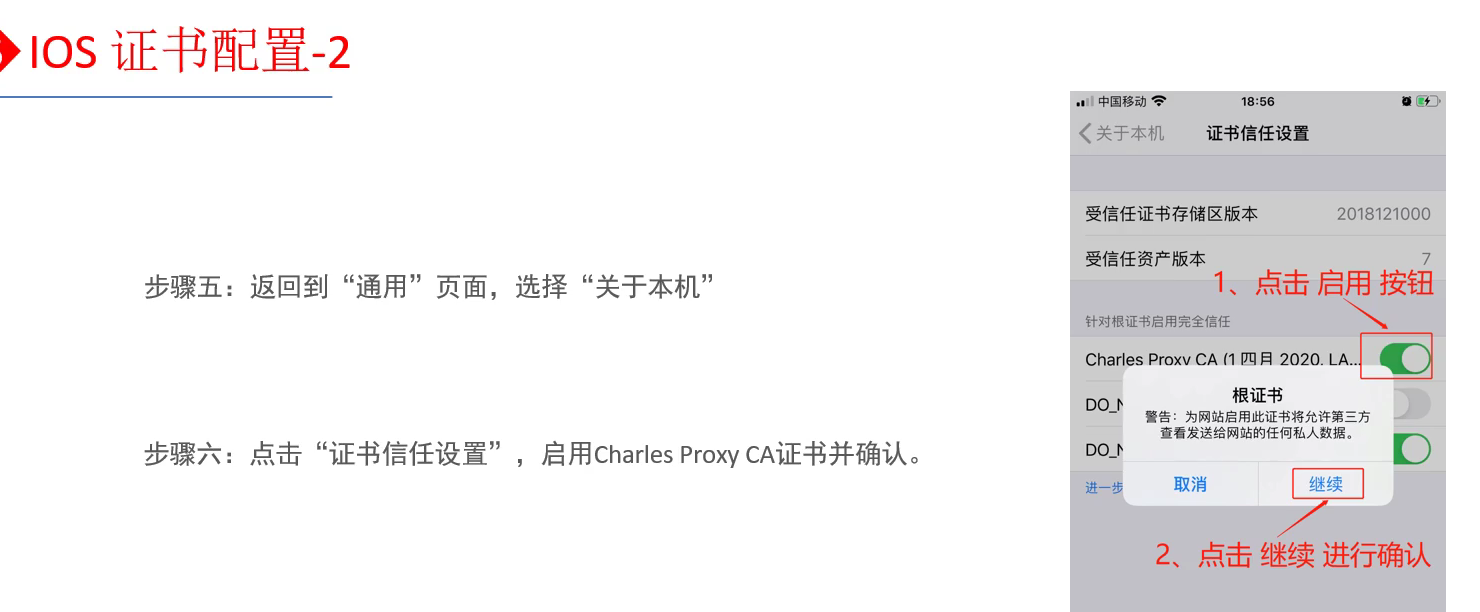 IOS 证书配置-2
步骤五：返回到“通用”页面，选择“关于本机”
步骤六：点击“证书信任设置”，启用Charles Proxy CA证书并确认。
中国移动 18:56
关于本机 证书信任设置
受信任证书存储区版本 2018121000
受信任资产版本 7
1、点击 启用 按钮
针对根证书启用完全信任
Charles Proxy CA (1 四月 2020, LA...
根证书
DO_N
警告：为网站启用此证书将允许第三方
查看发送给网站的任何私人数据。
DO_N
进一步
取消 继续
2、点击 继续 进行确认